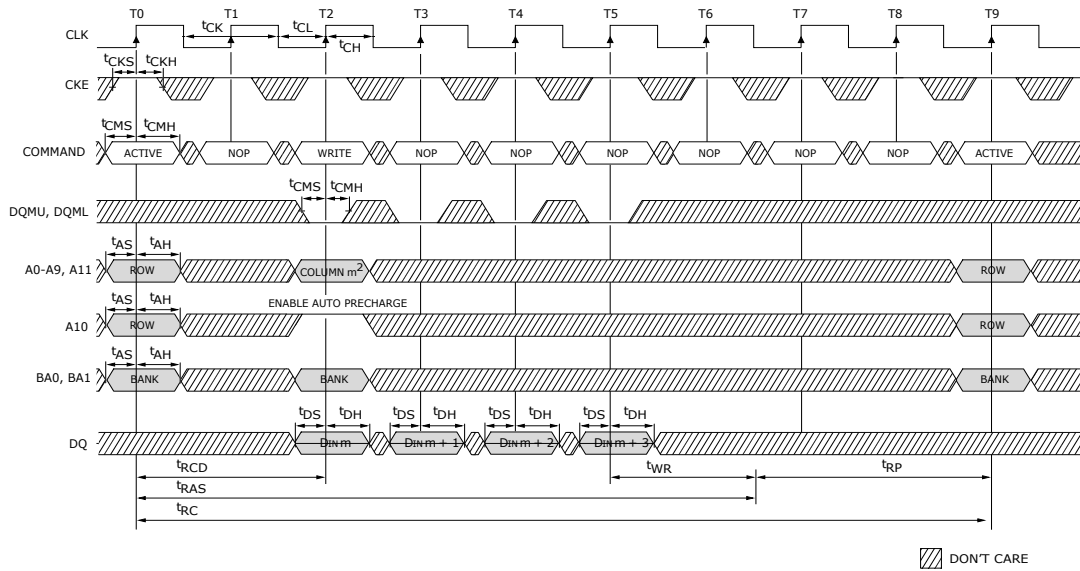 T0 T1 T2 T3 T4 T5 T6 T7 T8 T9
CLK
tCK tCL
tCH
tCKS tCKH
CKE
tCMS tCMH
COMMAND ACTIVE NOP WRITE NOP NOP NOP NOP NOP NOP ACTIVE
tCMS tCMH
DQMU, DQML
tAS tAH
A0-A9, A11 ROW COLUMN m2 ROW
ENABLE AUTO PRECHARGE
tAS tAH
A10 ROW ROW
tAS tAH
BA0, BA1 BANK BANK BANK
tDS tDH tDS tDH tDS tDH tDS tDH
DQ DIN m DIN m + 1 DIN m + 2 DIN m + 3
tRCD tWR tRP
tRAS
tRC
DON'T CARE